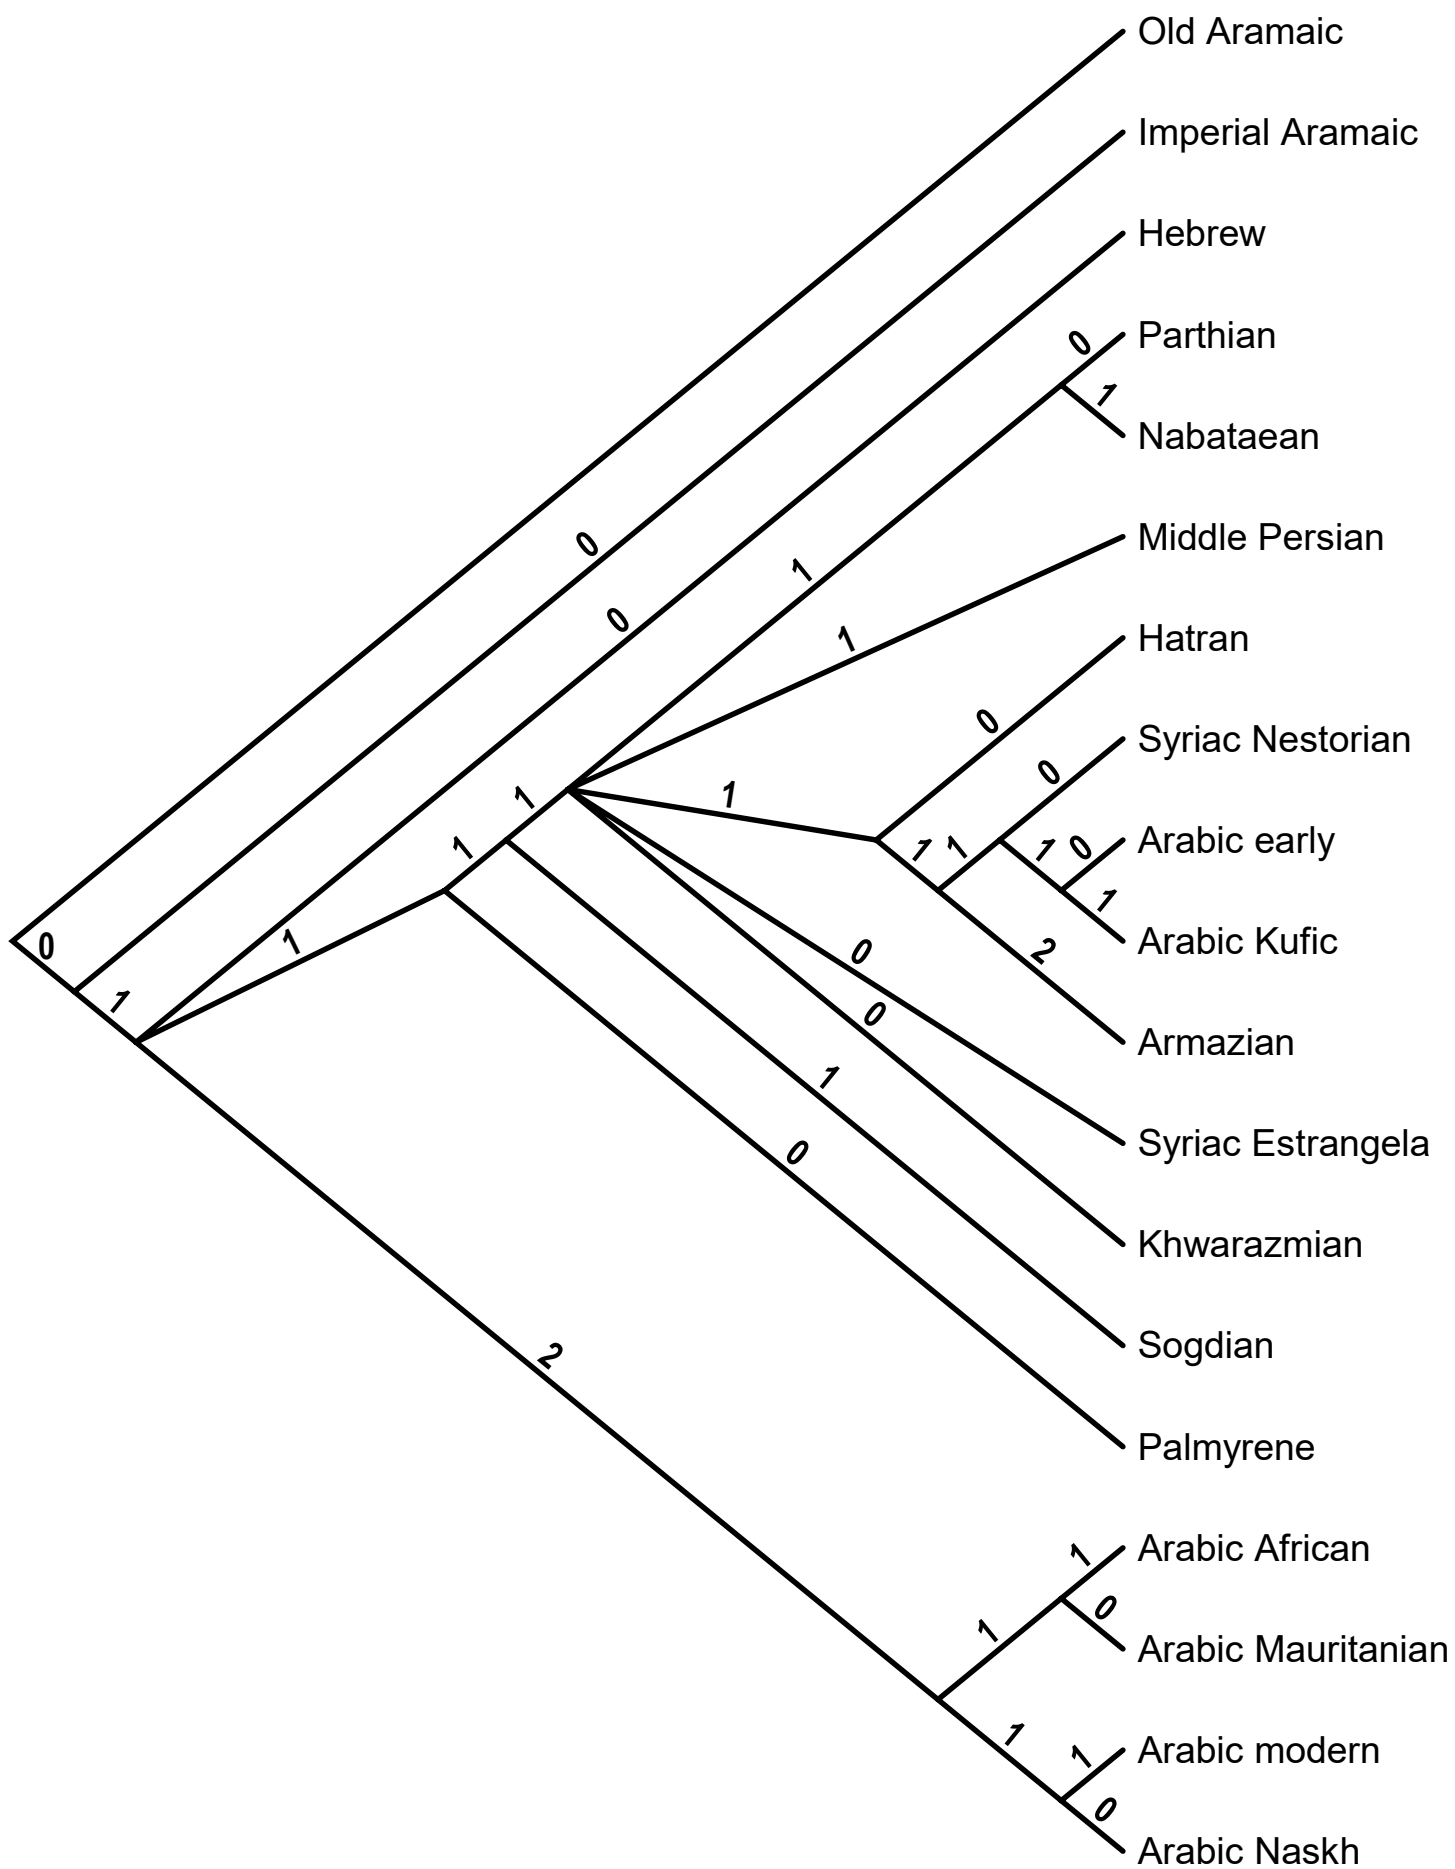 Old Aramaic
Imperial Aramaic
Hebrew
0
Parthian
1
Nabataean
0
Middle Persian
1
0
1
Hatran
0
Syriac Nestorian
0
1
1
1
1
1
1
0
Arabic early
1
1
Arabic Kufic
0
1
0
2
1
0
Armazian
1
Syriac Estrangela
0
Khwarazmian
2
Sogdian
Palmyrene
1
Arabic African
0
1
Arabic Mauritanian
1
1
Arabic modern
0
Arabic Naskh